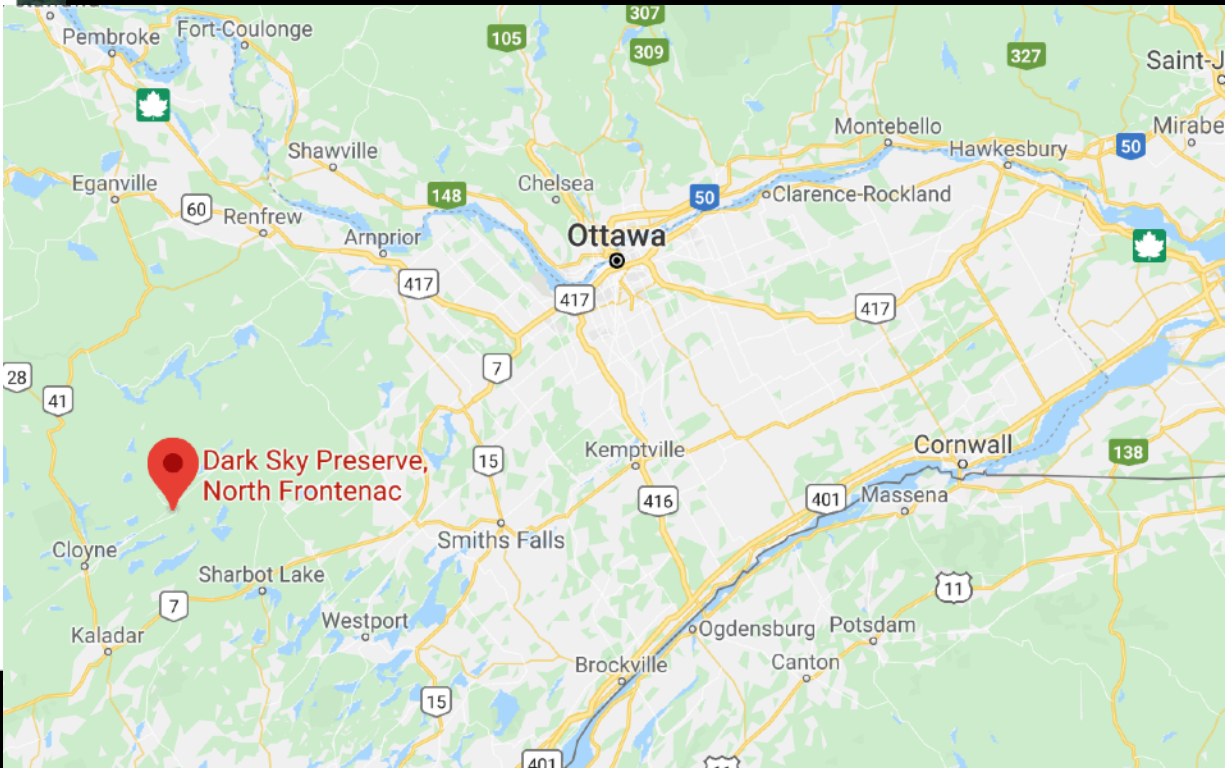 307
Pembroke
Fort-Coulonge
105
309
327
Saint-J
Montebello
Mirabe
Shawville
Hawkesbury
50
Eganville
Chelsea
148
50
Clarence-Rockland
60
Renfrew
Arnprior
Ottawa
417
417
417
7
28
41
Dark Sky Preserve,
North Frontenac
15
Kemptville
Cornwall
138
416
401
Massena
Cloyne
Smiths Falls
Sharbot Lake
11
7
Westport
Kaladar
Ogdensburg
Potsdam
Brockville
Canton
15
401